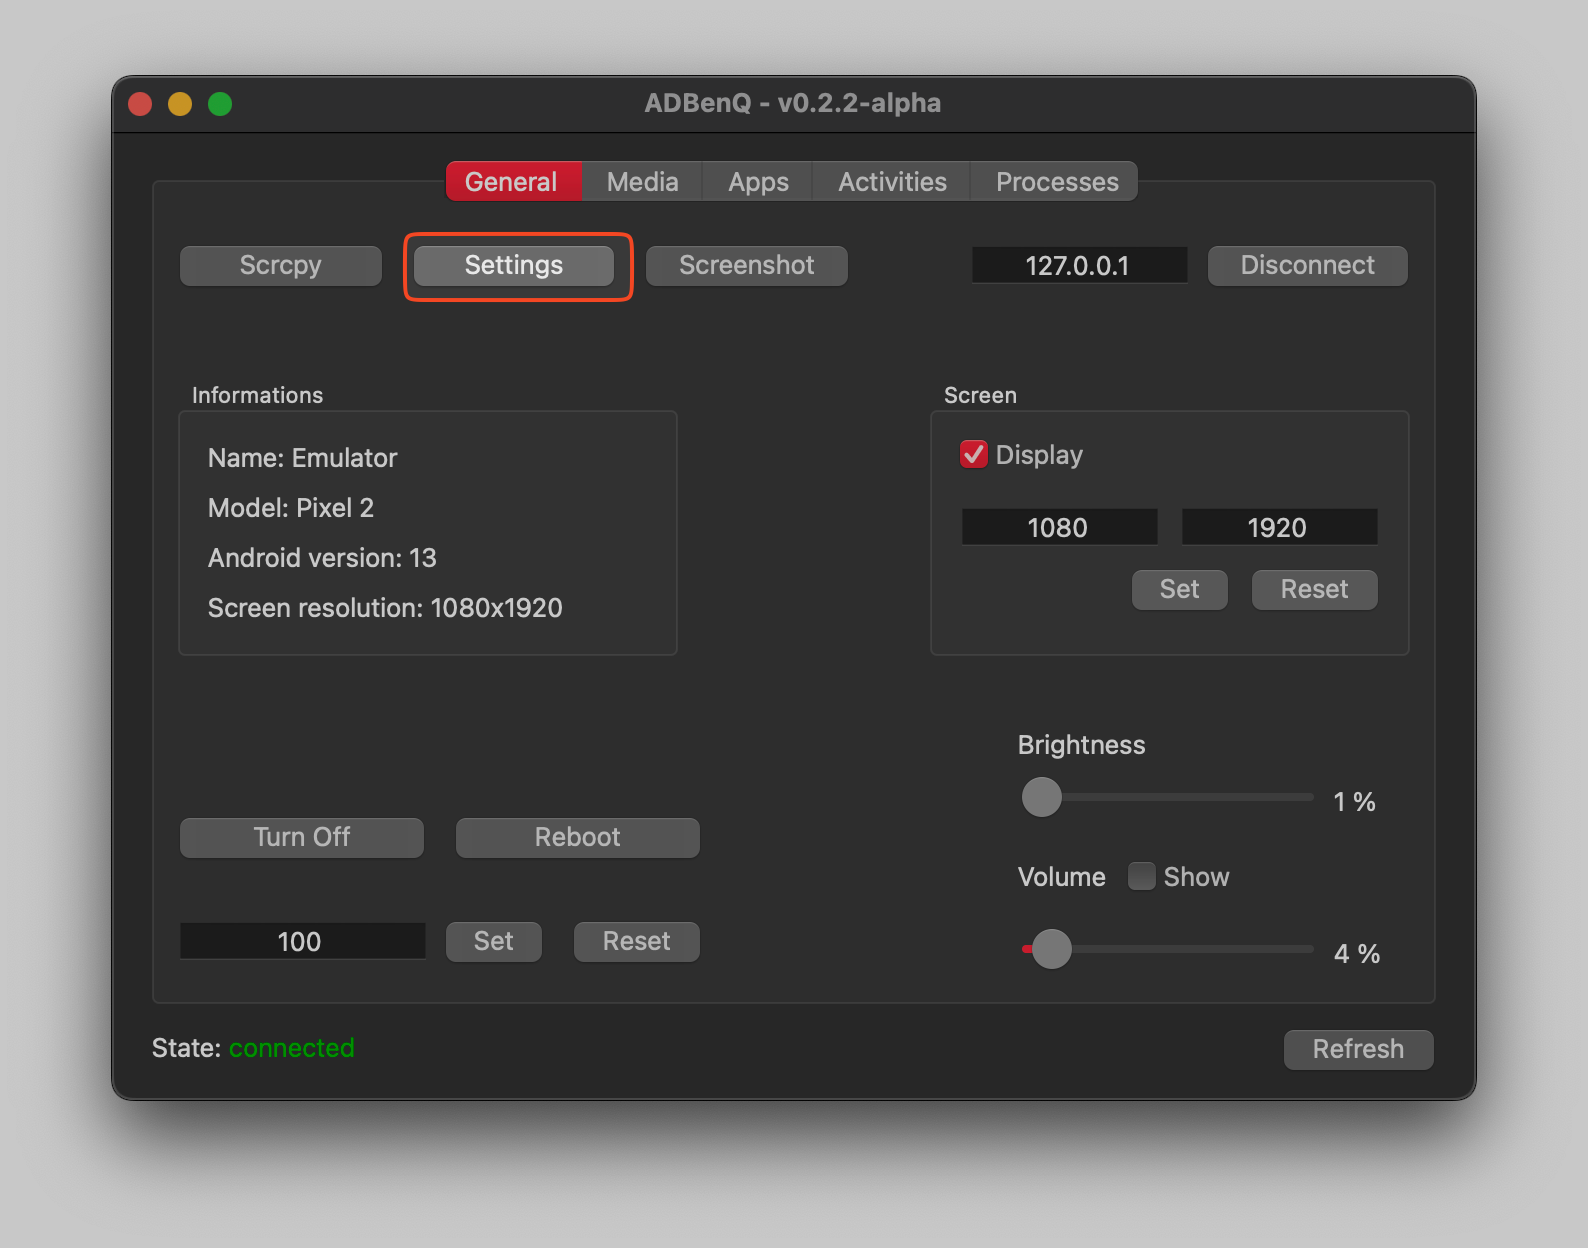 ADBenQ - v0.2.2-alpha
General Media Apps Activities Processes
Scrcpy Settings Screenshot 127.0.0.1 Disconnect
Informations
Name: Emulator
Model: Pixel 2
Android version: 13
Screen resolution: 1080x1920
Screen
Display
1080 1920
Set Reset
Brightness
1 %
Turn Off Reboot
Volume Show
100 Set Reset
4 %
State: connected
Refresh